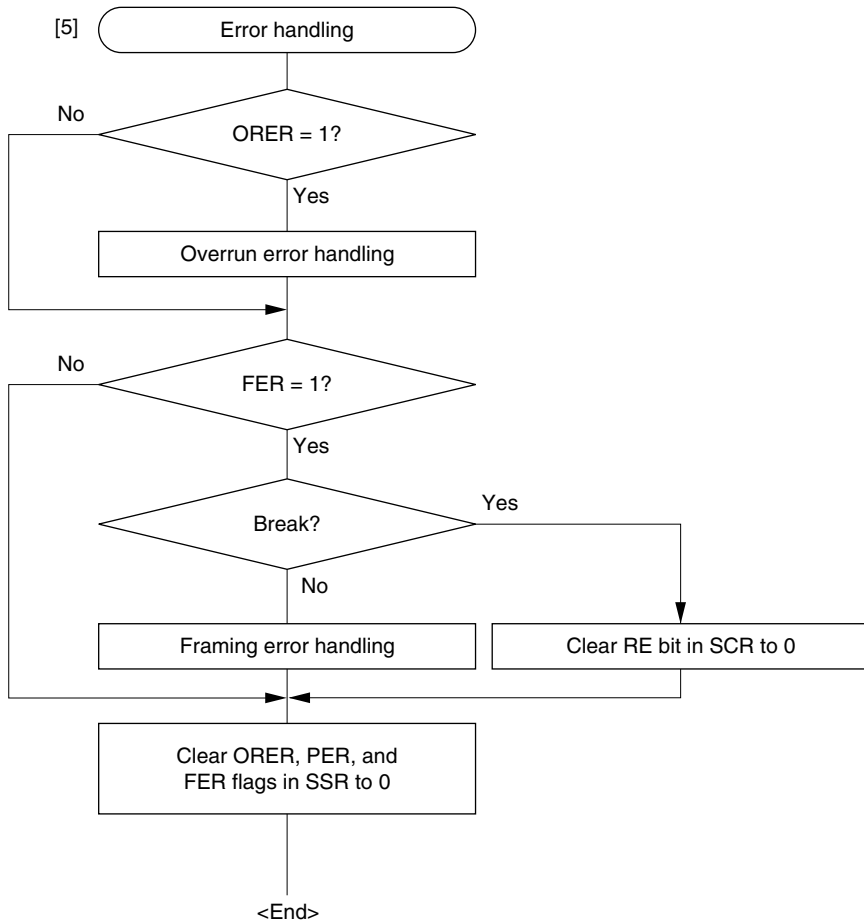 [5] Error handling
No
ORER = 1?
Yes
Overrun error handling
No
FER = 1?
Yes
Break?
Yes
No
Framing error handling
Clear RE bit in SCR to 0
Clear ORER, PER, and
FER flags in SSR to 0
<End>